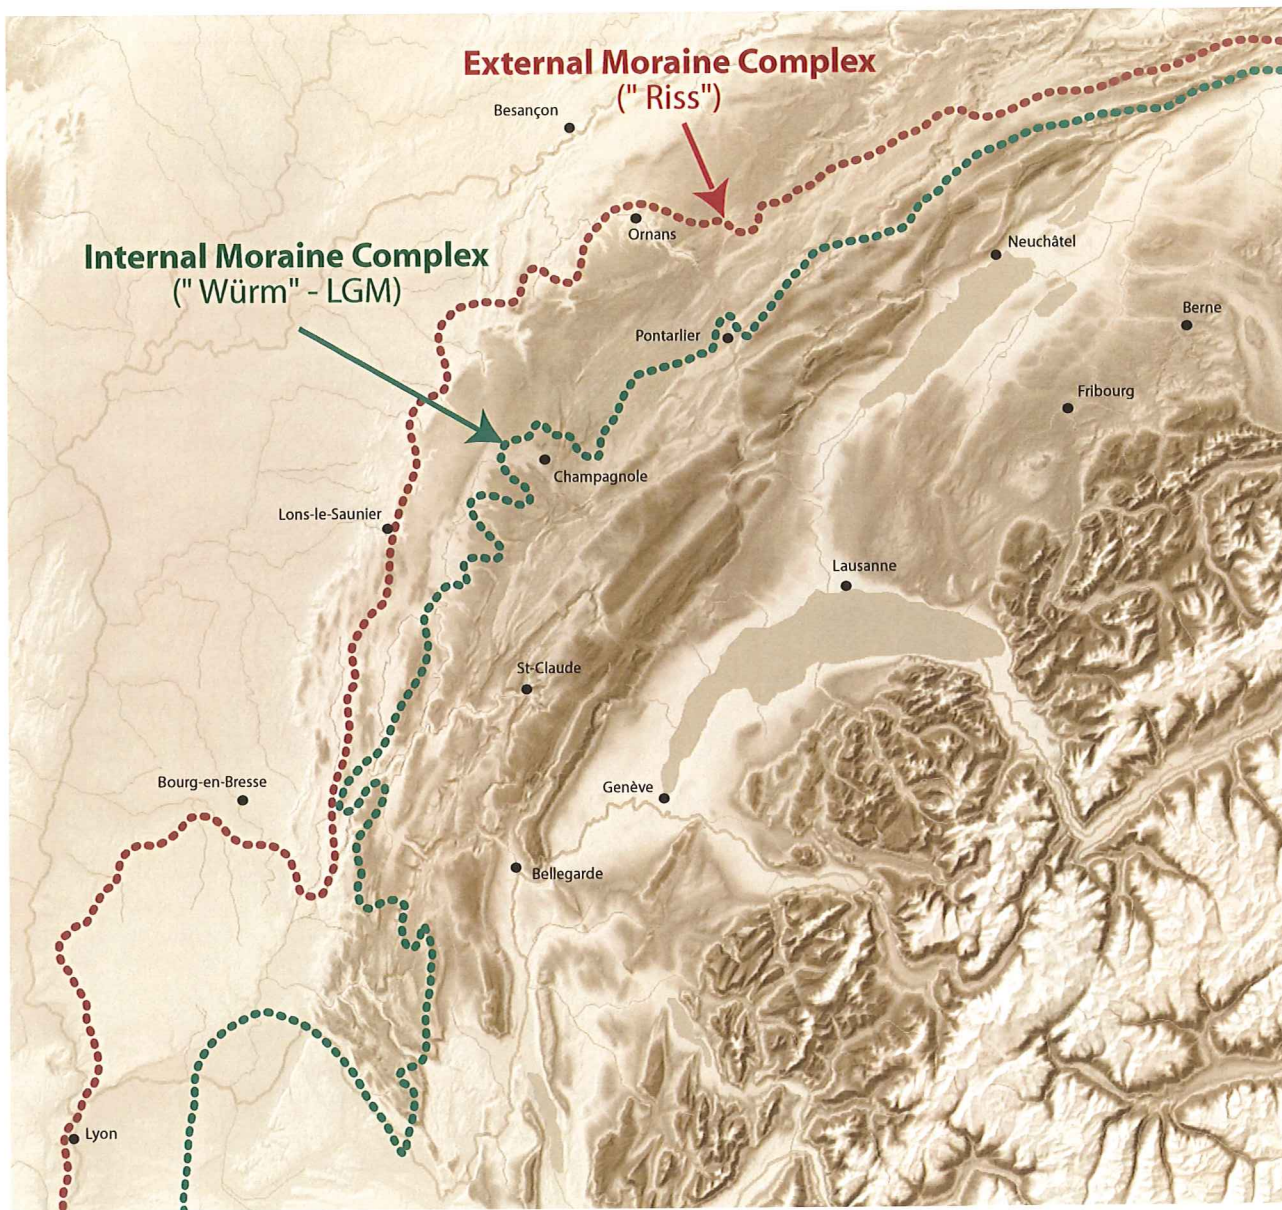 External Moraine Complex
(" Riss")
Besançon
Ornans
Internal Moraine Complex
(" Würm" - LGM)
Neuchâtel
Pontarlier
Berne
Fribourg
Champagnole
Lons-le-Saunier
Lausanne
St-Claude
Bourg-en-Bresse
Genève
Bellegarde
Lyon